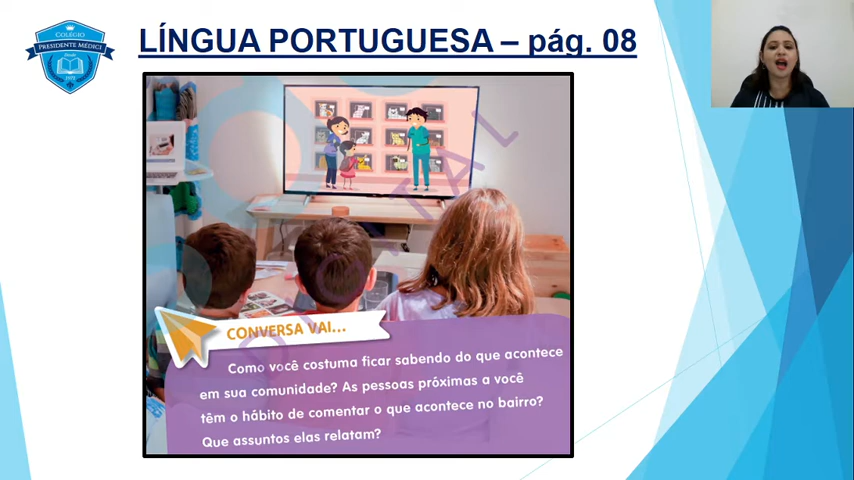 COLÉGIO
PRESIDENTE MÉDICI
LÍNGUA PORTUGUESA – pág. 08
DIGITAL
CONVERSA VAI...
Como você costuma ficar sabendo do que acontece
em sua comunidade? As pessoas próximas a você
têm o hábito de comentar o que acontece no bairro?
Que assuntos elas relatam?